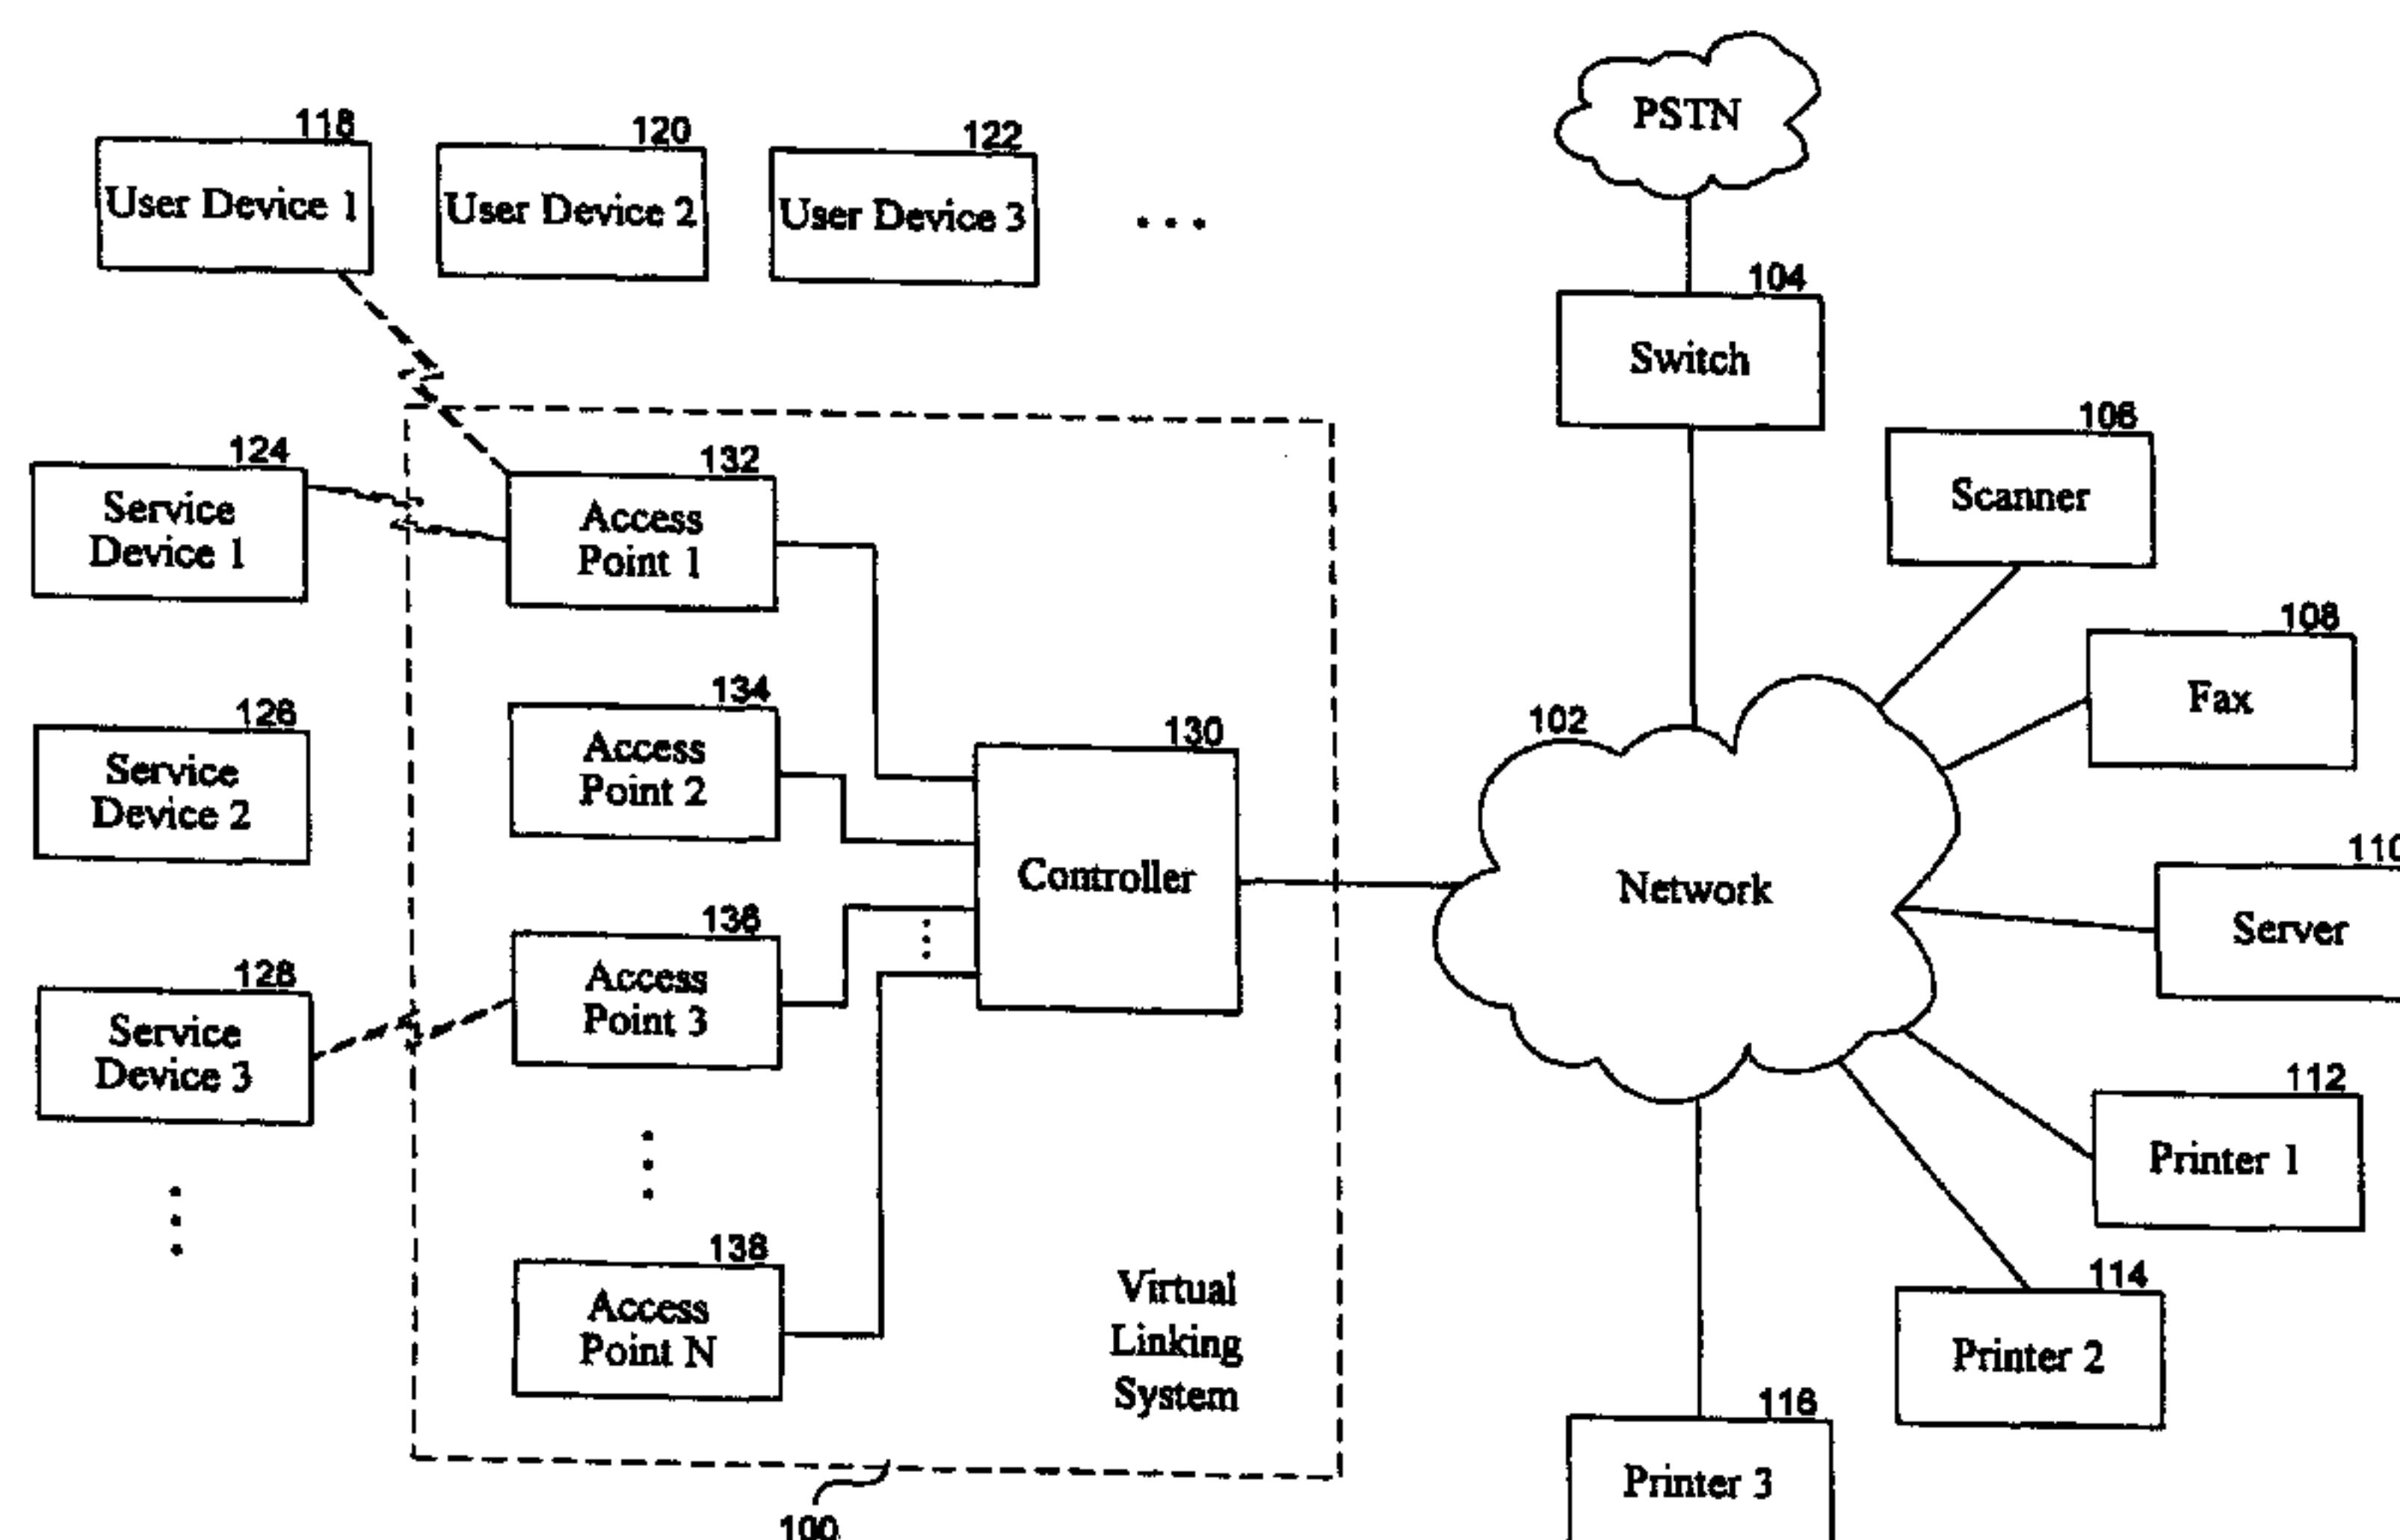 PSTN
118
User Device 1
120
User Device 2
122
User Device 3
...
104
Switch
106
Scanner
124
Service
Device 1
132
Access
Point 1
108
Fax
126
Service
Device 2
134
Access
Point 2
130
Controller
102
Network
110
Server
128
Service
Device 3
136
Access
Point 3
112
Printer 1
138
Access
Point N
Virtual
Linking
System
114
Printer 2
116
Printer 3
100